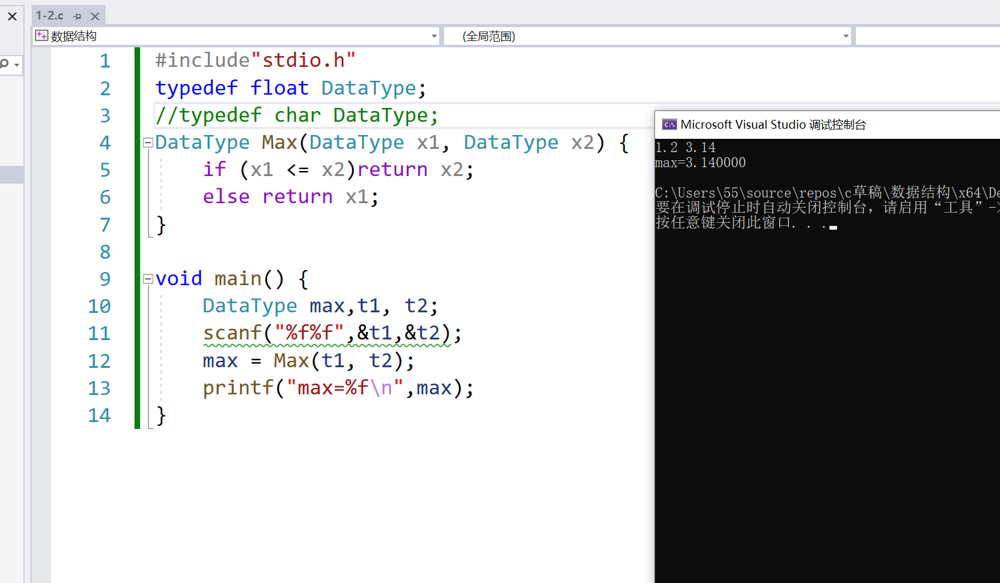 1-2.c
数据结构
(全局范围)
1 #include"stdio.h"
2 typedef float DataType;
3 //typedef char DataType;
4 DataType Max(DataType x1, DataType x2) {
5 if (x1 <= x2)return x2;
6 else return x1;
7 }
8
9 void main() {
10 DataType max,t1, t2;
11 scanf("%f%f",&t1,&t2);
12 max = Max(t1, t2);
13 printf("max=%f\n",max);
14 }
Microsoft Visual Studio 调试控制台
1.2 3.14
max=3.140000
C:\Users\55\source\repos\c草稿\数据结构\x64\De
要在调试停止时自动关闭控制台，请启用“工具”->
按任意键关闭此窗口. . .